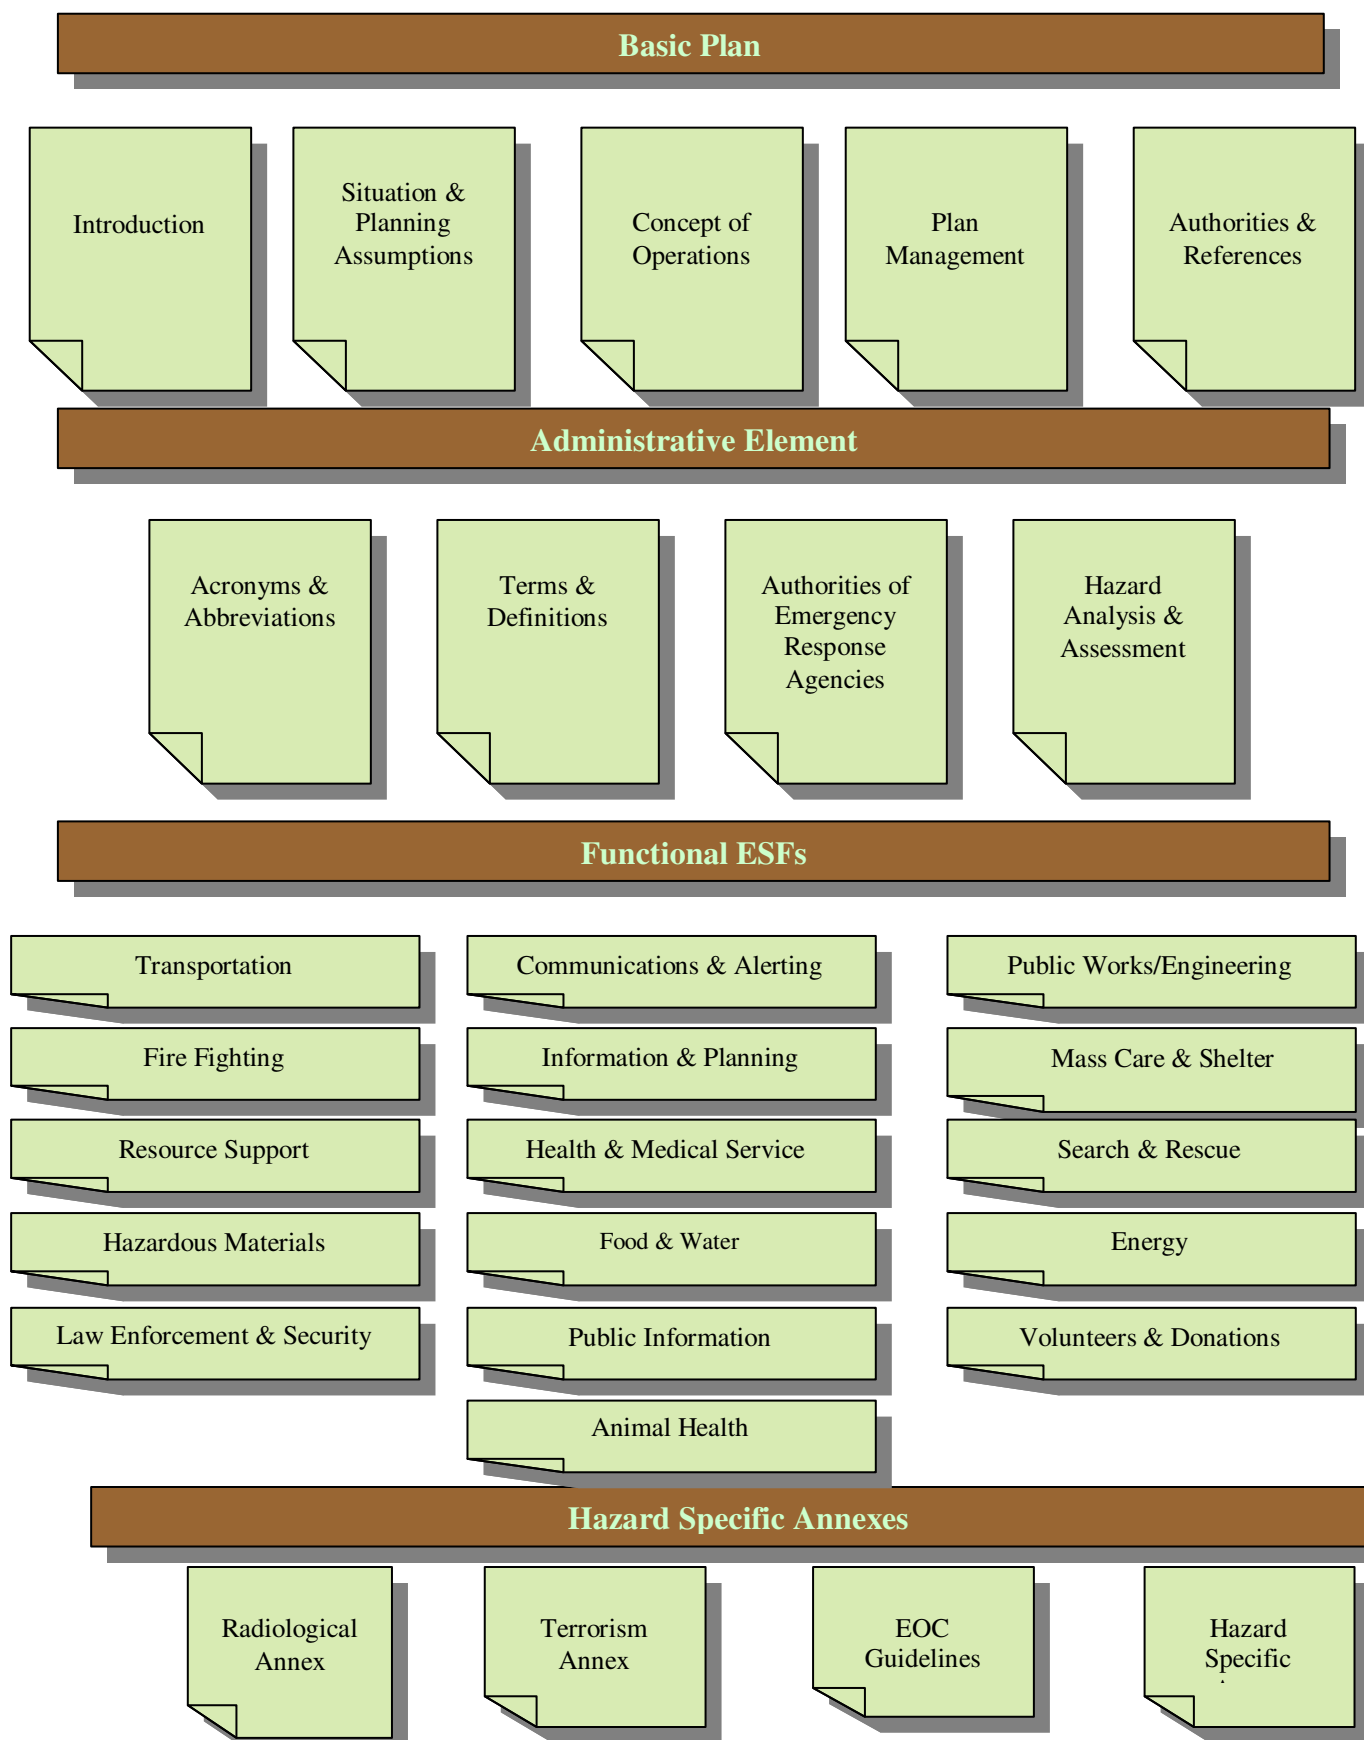 Basic Plan
Introduction
Situation &
Planning
Assumptions
Concept of
Operations
Plan
Management
Authorities &
References
Administrative Element
Acronyms &
Abbreviations
Terms &
Definitions
Authorities of
Emergency
Response
Agencies
Hazard
Analysis &
Assessment
Functional ESFs
Transportation
Communications & Alerting
Public Works/Engineering
Fire Fighting
Information & Planning
Mass Care & Shelter
Resource Support
Health & Medical Service
Search & Rescue
Hazardous Materials
Food & Water
Energy
Law Enforcement & Security
Public Information
Volunteers & Donations
Animal Health
Hazard Specific Annexes
Radiological
Annex
Terrorism
Annex
EOC
Guidelines
Hazard
Specific